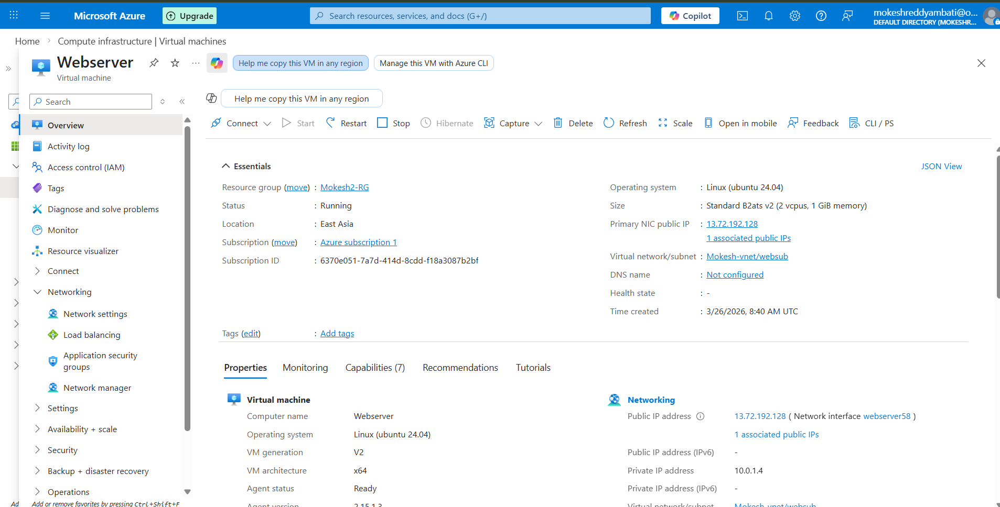 Microsoft Azure
Upgrade
Search resources, services, and docs (G+/)
Copilot
mokeshreddyambati@o...
DEFAULT DIRECTORY (MOKESHR...
Home > Compute infrastructure | Virtual machines
Webserver
Virtual machine
Help me copy this VM in any region
Manage this VM with Azure CLI
Search
Help me copy this VM in any region
Connect
Start
Restart
Stop
Hibernate
Capture
Delete
Refresh
Scale
Open in mobile
Feedback
CLI / PS
Overview
Activity log
Access control (IAM)
Tags
Diagnose and solve problems
Monitor
Resource visualizer
Connect
Networking
Network settings
Load balancing
Application security
groups
Network manager
Settings
Availability + scale
Security
Backup + disaster recovery
Operations
Ad
Add or remove favorites by pressing Ctrl+Shift+F
Essentials
JSON View
Resource group (move) : Mokesh2-RG
Status : Running
Location : East Asia
Subscription (move) : Azure subscription 1
Subscription ID : 6370e051-7a7d-414d-8cdd-f18a3087b2bf
Operating system : Linux (ubuntu 24.04)
Size : Standard B2ats v2 (2 vcpus, 1 GiB memory)
Primary NIC public IP : 13.72.192.128
1 associated public IPs
Virtual network/subnet : Mokesh-vnet/websub
DNS name : Not configured
Health state : -
Time created : 3/26/2026, 8:40 AM UTC
Tags (edit) : Add tags
Properties
Monitoring
Capabilities (7)
Recommendations
Tutorials
Virtual machine
Computer name Webserver
Operating system Linux (ubuntu 24.04)
VM generation V2
VM architecture x64
Agent status Ready
Agent version 2.15.1.3
Networking
Public IP address 13.72.192.128 ( Network interface webserver58 )
1 associated public IPs
Public IP address (IPv6) -
Private IP address 10.0.1.4
Private IP address (IPv6) -
Virtual network/subnet Mokesh-vnet/websub